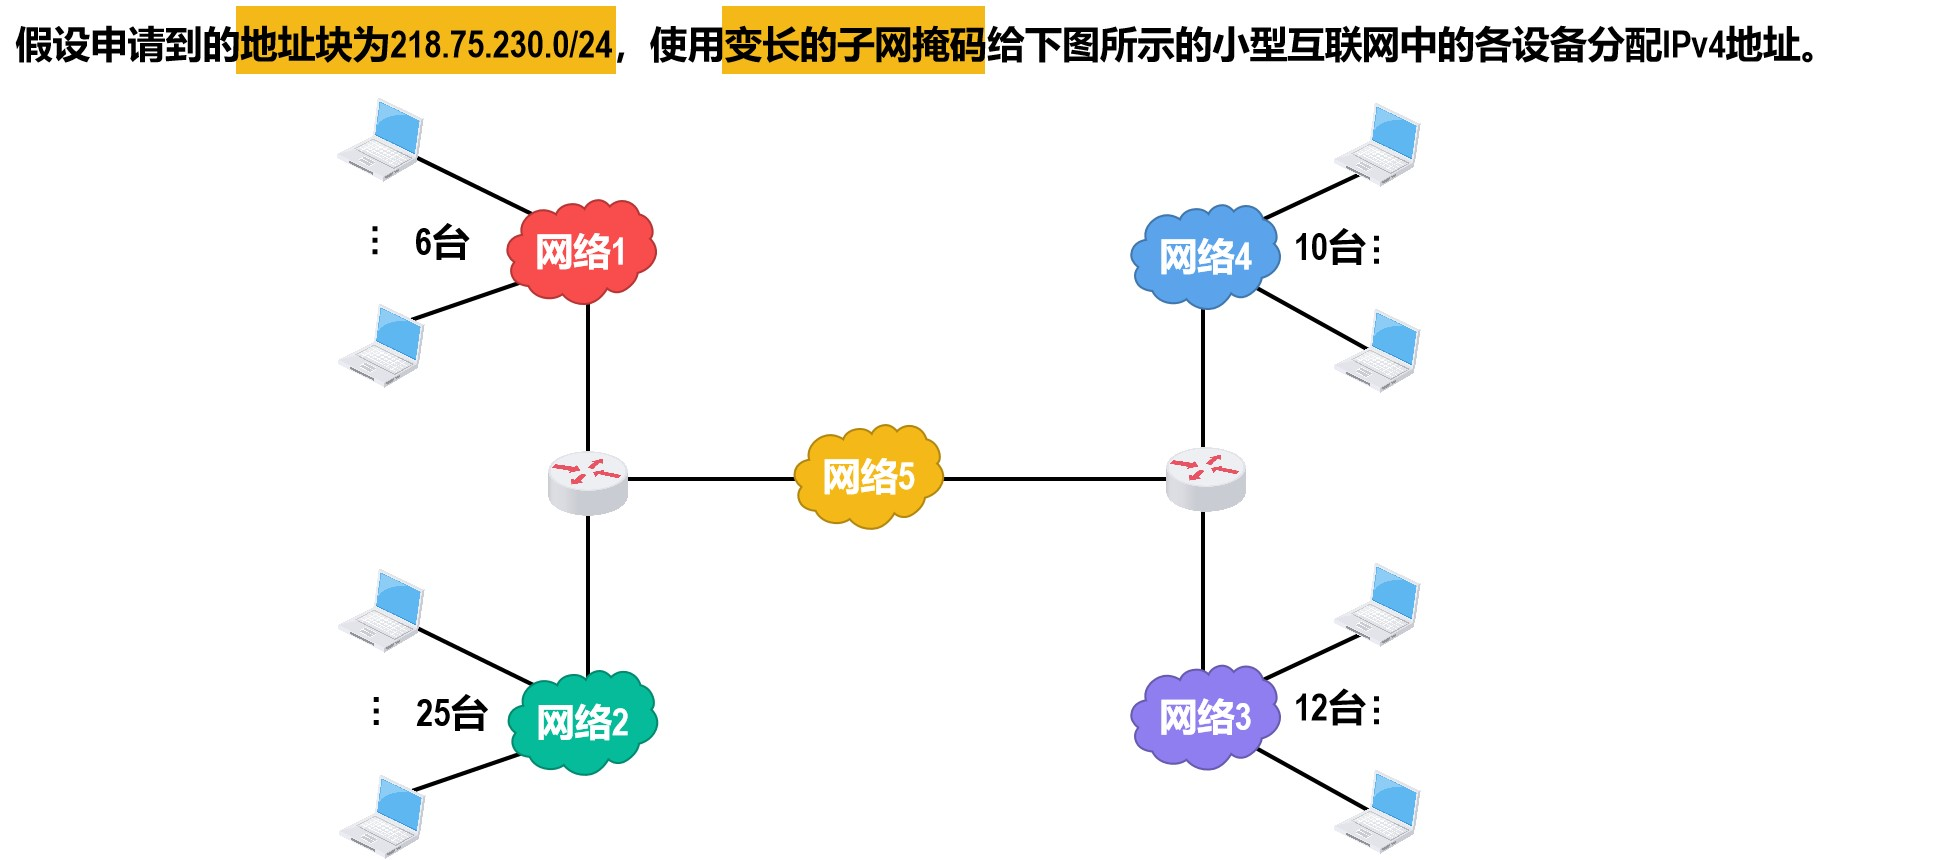 假设申请到的地址块为218.75.230.0/24，使用变长的子网掩码给下图所示的小型互联网中的各设备分配IPv4地址。
⋮ 6台
网络1
网络4
10台⋮
网络5
⋮ 25台
网络2
网络3
12台⋮